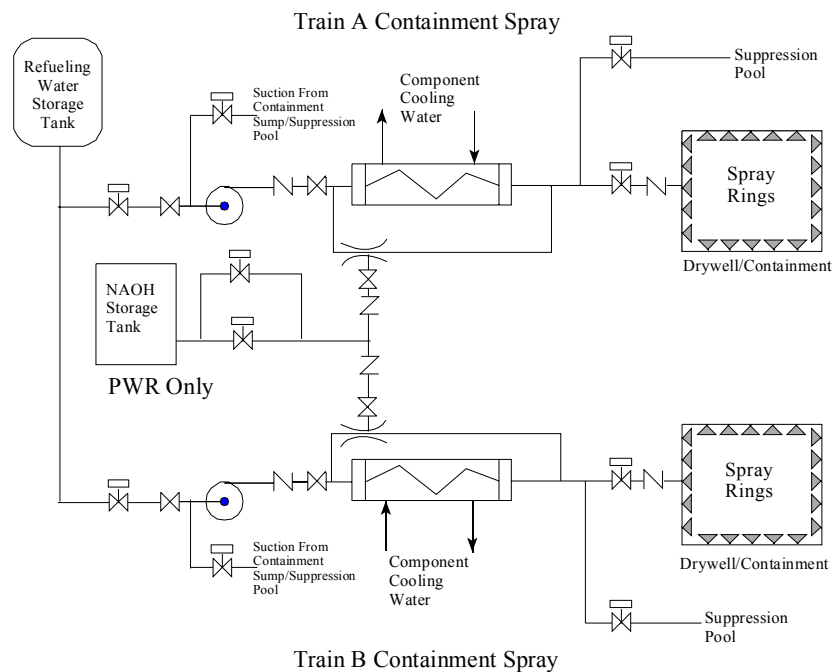 Train A Containment Spray
Refueling
Water
Storage
Tank
Suction From
Containment
Sump/Suppression
Pool
Component
Cooling
Water
Suppression
Pool
Spray
Rings
Drywell/Containment
NAOH
Storage
Tank
PWR Only
Suction From
Containment
Sump/Suppression
Pool
Component
Cooling
Water
Spray
Rings
Drywell/Containment
Suppression
Pool
Train B Containment Spray